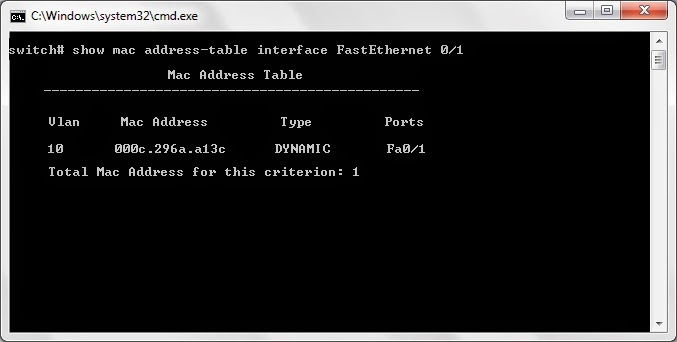 C:\Windows\system32\cmd.exe
switch# show mac address-table interface FastEthernet 0/1
Mac Address Table
-----------------------------------------------
Vlan Mac Address Type Ports
10 000c.296a.a13c DYNAMIC Fa0/1
Total Mac Address for this criterion: 1